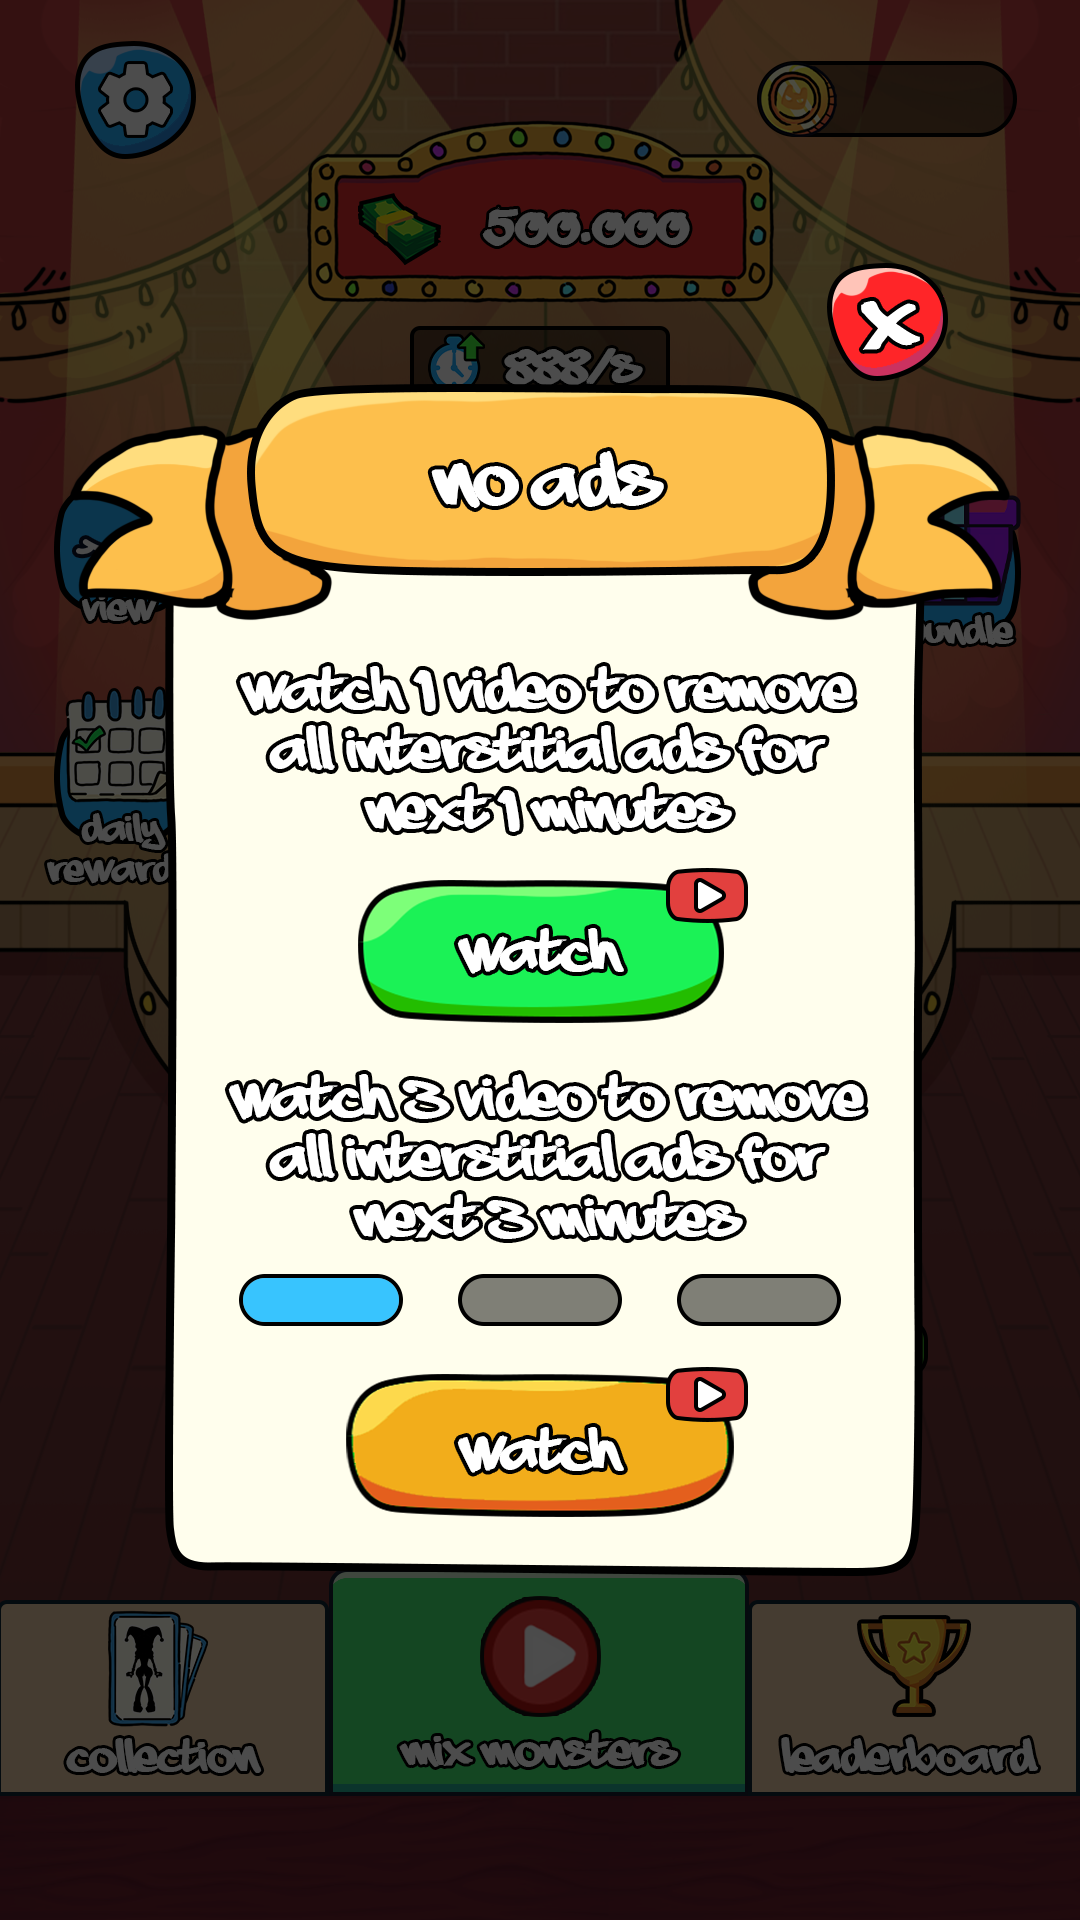 500.000
888/s
no ads
view
bundle
watch 1 video to remove
all interstitial ads for
next 1 minutes
daily
reward
watch
watch 3 video to remove
all interstitial ads for
next 3 minutes
watch
collection
mix monsters
leaderboard